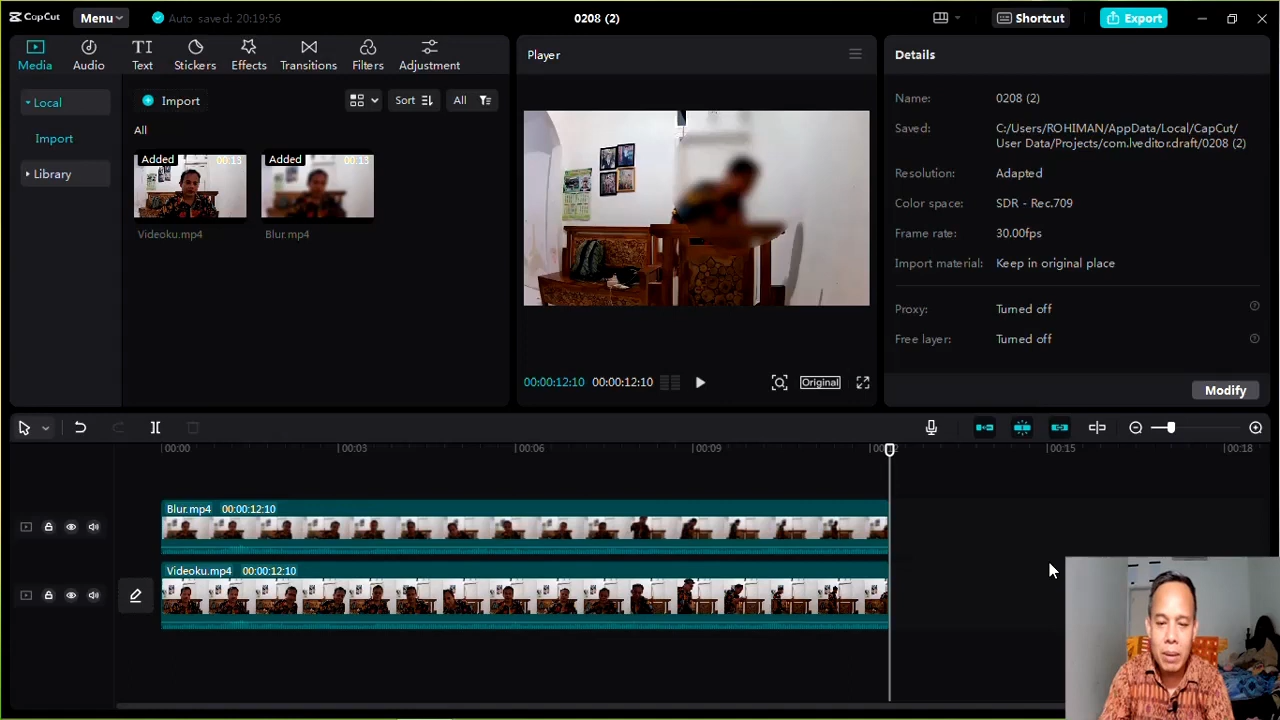 CapCut Menu Auto saved: 20:19:56 0208 (2) Shortcut Export
Media Audio Text Stickers Effects Transitions Filters Adjustment
Local
Import
Library
Import Sort All
All
Added 00:13 Added 00:13
Videoku.mp4 Blur.mp4
Player
00:00:12:10 00:00:12:10 Original
Details
Name: 0208 (2)
Saved: C:/Users/ROHIMAN/AppData/Local/CapCut/
User Data/Projects/com.lveditor.draft/0208 (2)
Resolution: Adapted
Color space: SDR - Rec.709
Frame rate: 30.00fps
Import material: Keep in original place
Proxy: Turned off
Free layer: Turned off
Modify
00:00 00:03 00:06 00:09 00:15 00:18
Blur.mp4 00:00:12:10
Videoku.mp4 00:00:12:10